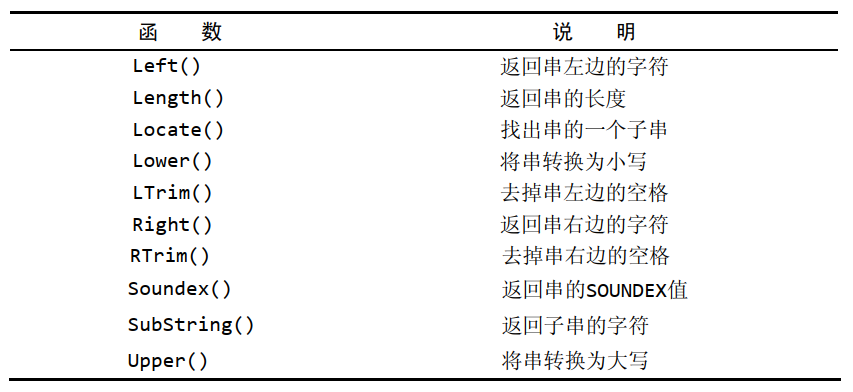 函 数 说 明
Left() 返回串左边的字符
Length() 返回串的长度
Locate() 找出串的一个子串
Lower() 将串转换为小写
LTrim() 去掉串左边的空格
Right() 返回串右边的字符
RTrim() 去掉串右边的空格
Soundex() 返回串的SOUNDEX值
SubString() 返回子串的字符
Upper() 将串转换为大写